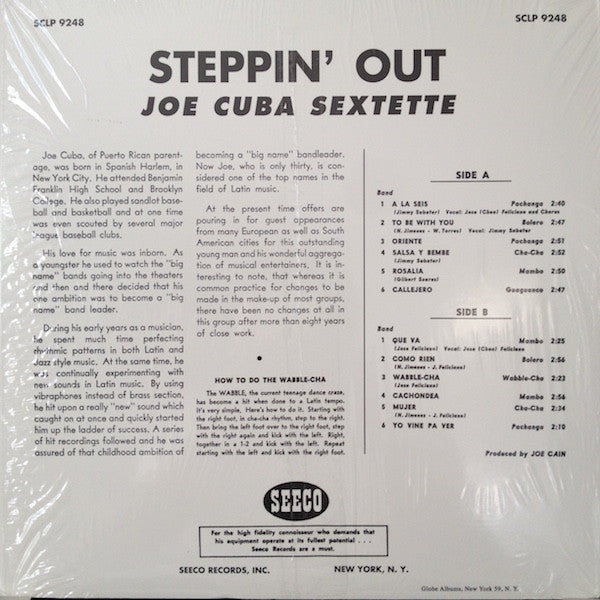 SCLP 9248
SCLP 9248
STEPPIN' OUT
JOE CUBA SEXTETTE
Joe Cuba, of Puerto Rican parent-
age, was born in Spanish Harlem, in
New York City. He attended Benjamin
Franklin High School and Brooklyn
College. He also played sandlot base-
ball and basketball and at one time
was even scouted by several major
league baseball clubs.
His love for music was inborn. As
a youngster he used to watch the "big
name" bands going into the theaters
and then and there decided that his
one ambition was to become a "big
name" band leader.
During his early years as a musician,
he spent much time perfecting
rhythmic patterns in both Latin and
Jazz style music. At the same time, he
was continually experimenting with
new sounds in Latin music. By using
vibraphones instead of brass section,
he hit upon a really "new" sound which
caught on at once and quickly started
him up the ladder of success. A series
of hit recordings followed and he was
assured of that childhood ambition of
becoming a "big name" bandleader.
Now Joe, who is only thirty, is con-
sidered one of the top names in the
field of Latin music.
At the present time offers are
pouring in for guest appearances
from many European as well as South
American cities for this outstanding
young man and his wonderful aggrega-
tion of musical entertainers. It is in-
teresting to note, that whereas it is
common practice for changes to be
made in the make-up of most groups,
there have been no changes at all in
this group after more than eight years
of close work.
HOW TO DO THE WABBLE-CHA
THE WABBLE, the current teenage dance craze,
has become a hit when done to a Latin tempo.
It's very simple. Here's how to do it. Starting with
the right foot, in cha-cha rhythm, step to the right.
Then bring the left foot over to the right foot, step
with the right again and kick with the left. Right,
together in a 1-2 and kick with the left. Repeat
starting with the left and kick with the right foot.
SIDE A
Band
1 A LA SEIS Pachanga 2:40
(Jimmy Sabater) Vocal: Jose (Cheo) Feliciano and Chorus
2 TO BE WITH YOU Bolero 2:47
(N. Jimenez - W. Torres) Vocal: Jimmy Sabater
3 ORIENTE Pachanga 2:51
4 SALSA Y BEMBE Cha-Cha 2:52
(Jimmy Sabater)
5 ROSALIA Mambo 2:50
(Gilbert Suarez)
6 CALLEJERO Guaguanco 2:47
SIDE B
Band
1 QUE VA Mambo 2:25
(Jose Feliciano) Vocal: Jose (Cheo) Feliciano
2 COMO RIEN Bolero 2:56
(N. Jimenez - J. Feliciano)
3 WABBLE-CHA Wabble-Cha 2:23
(Jose Feliciano)
4 CACHONDEA Mambo 2:56
5 MUJER Cha-Cha 2:34
(N. Jimenez - J. Feliciano)
6 YO VINE PA VER Pachanga 2:10
Produced by JOE CAIN
SEECO
For the high fidelity connoisseur who demands that
his equipment operate at its fullest potential . . .
Seeco Records are a must.
SEECO RECORDS, INC. NEW YORK, N. Y.
Globe Albums, New York 59, N. Y.